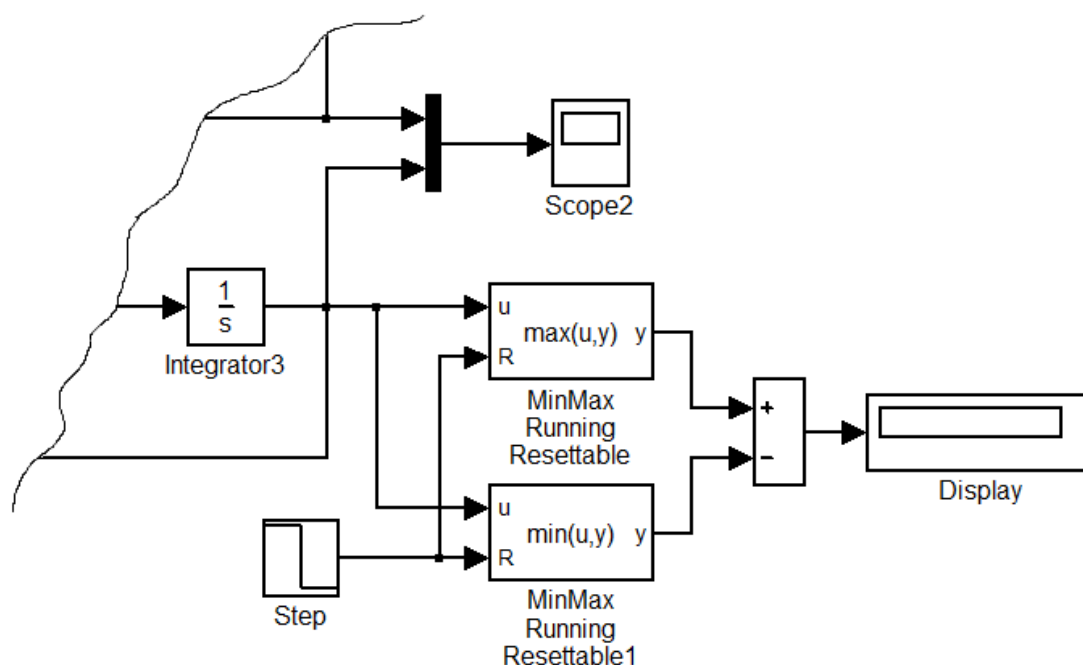 Scope2
1
s
Integrator3
u
R
max(u,y)
y
MinMax
Running
Resettable
+
−
Display
Step
u
R
min(u,y)
y
MinMax
Running
Resettable1